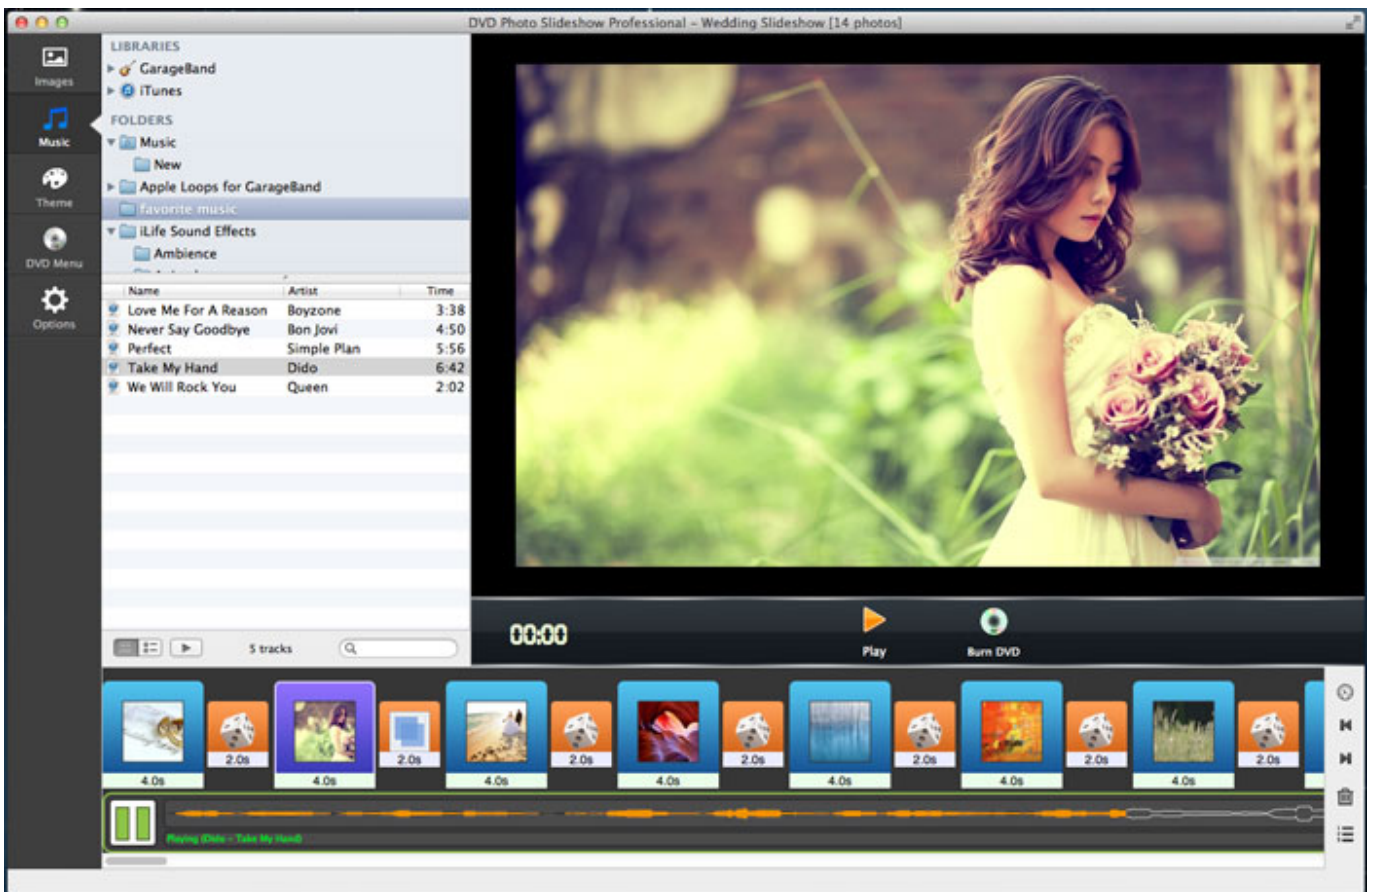 DVD Photo Slideshow Professional – Wedding Slideshow [14 photos]
Images
Music
Theme
DVD Menu
Options
LIBRARIES
GarageBand
iTunes
FOLDERS
Music
New
Apple Loops for GarageBand
favorite music
iLife Sound Effects
Ambience
Name Artist Time
Love Me For A Reason Boyzone 3:38
Never Say Goodbye Bon Jovi 4:50
Perfect Simple Plan 5:56
Take My Hand Dido 6:42
We Will Rock You Queen 2:02
5 tracks
00:00
Play
Burn DVD
2.0s 2.0s 2.0s 2.0s 2.0s 2.0s 2.0s
4.0s 4.0s 4.0s 4.0s 4.0s 4.0s 4.0s
Playing (Dido – Take My Hand)